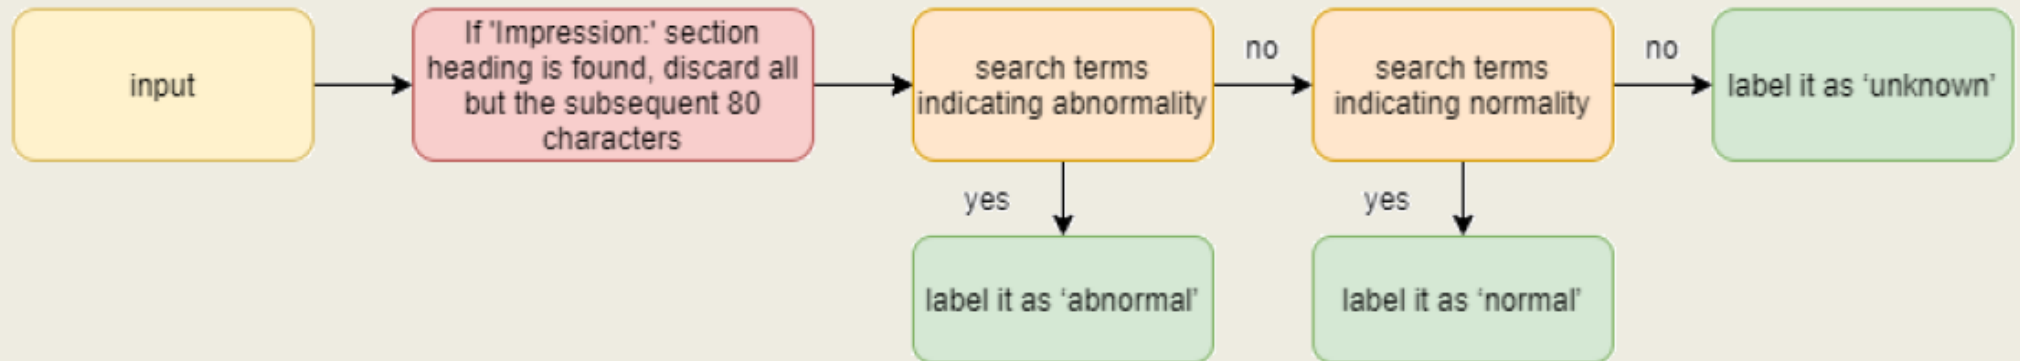 input
If 'Impression:' section
heading is found, discard all
but the subsequent 80
characters
search terms
indicating abnormality
no
search terms
indicating normality
no
label it as ‘unknown’
yes
yes
label it as ‘abnormal’
label it as ‘normal’